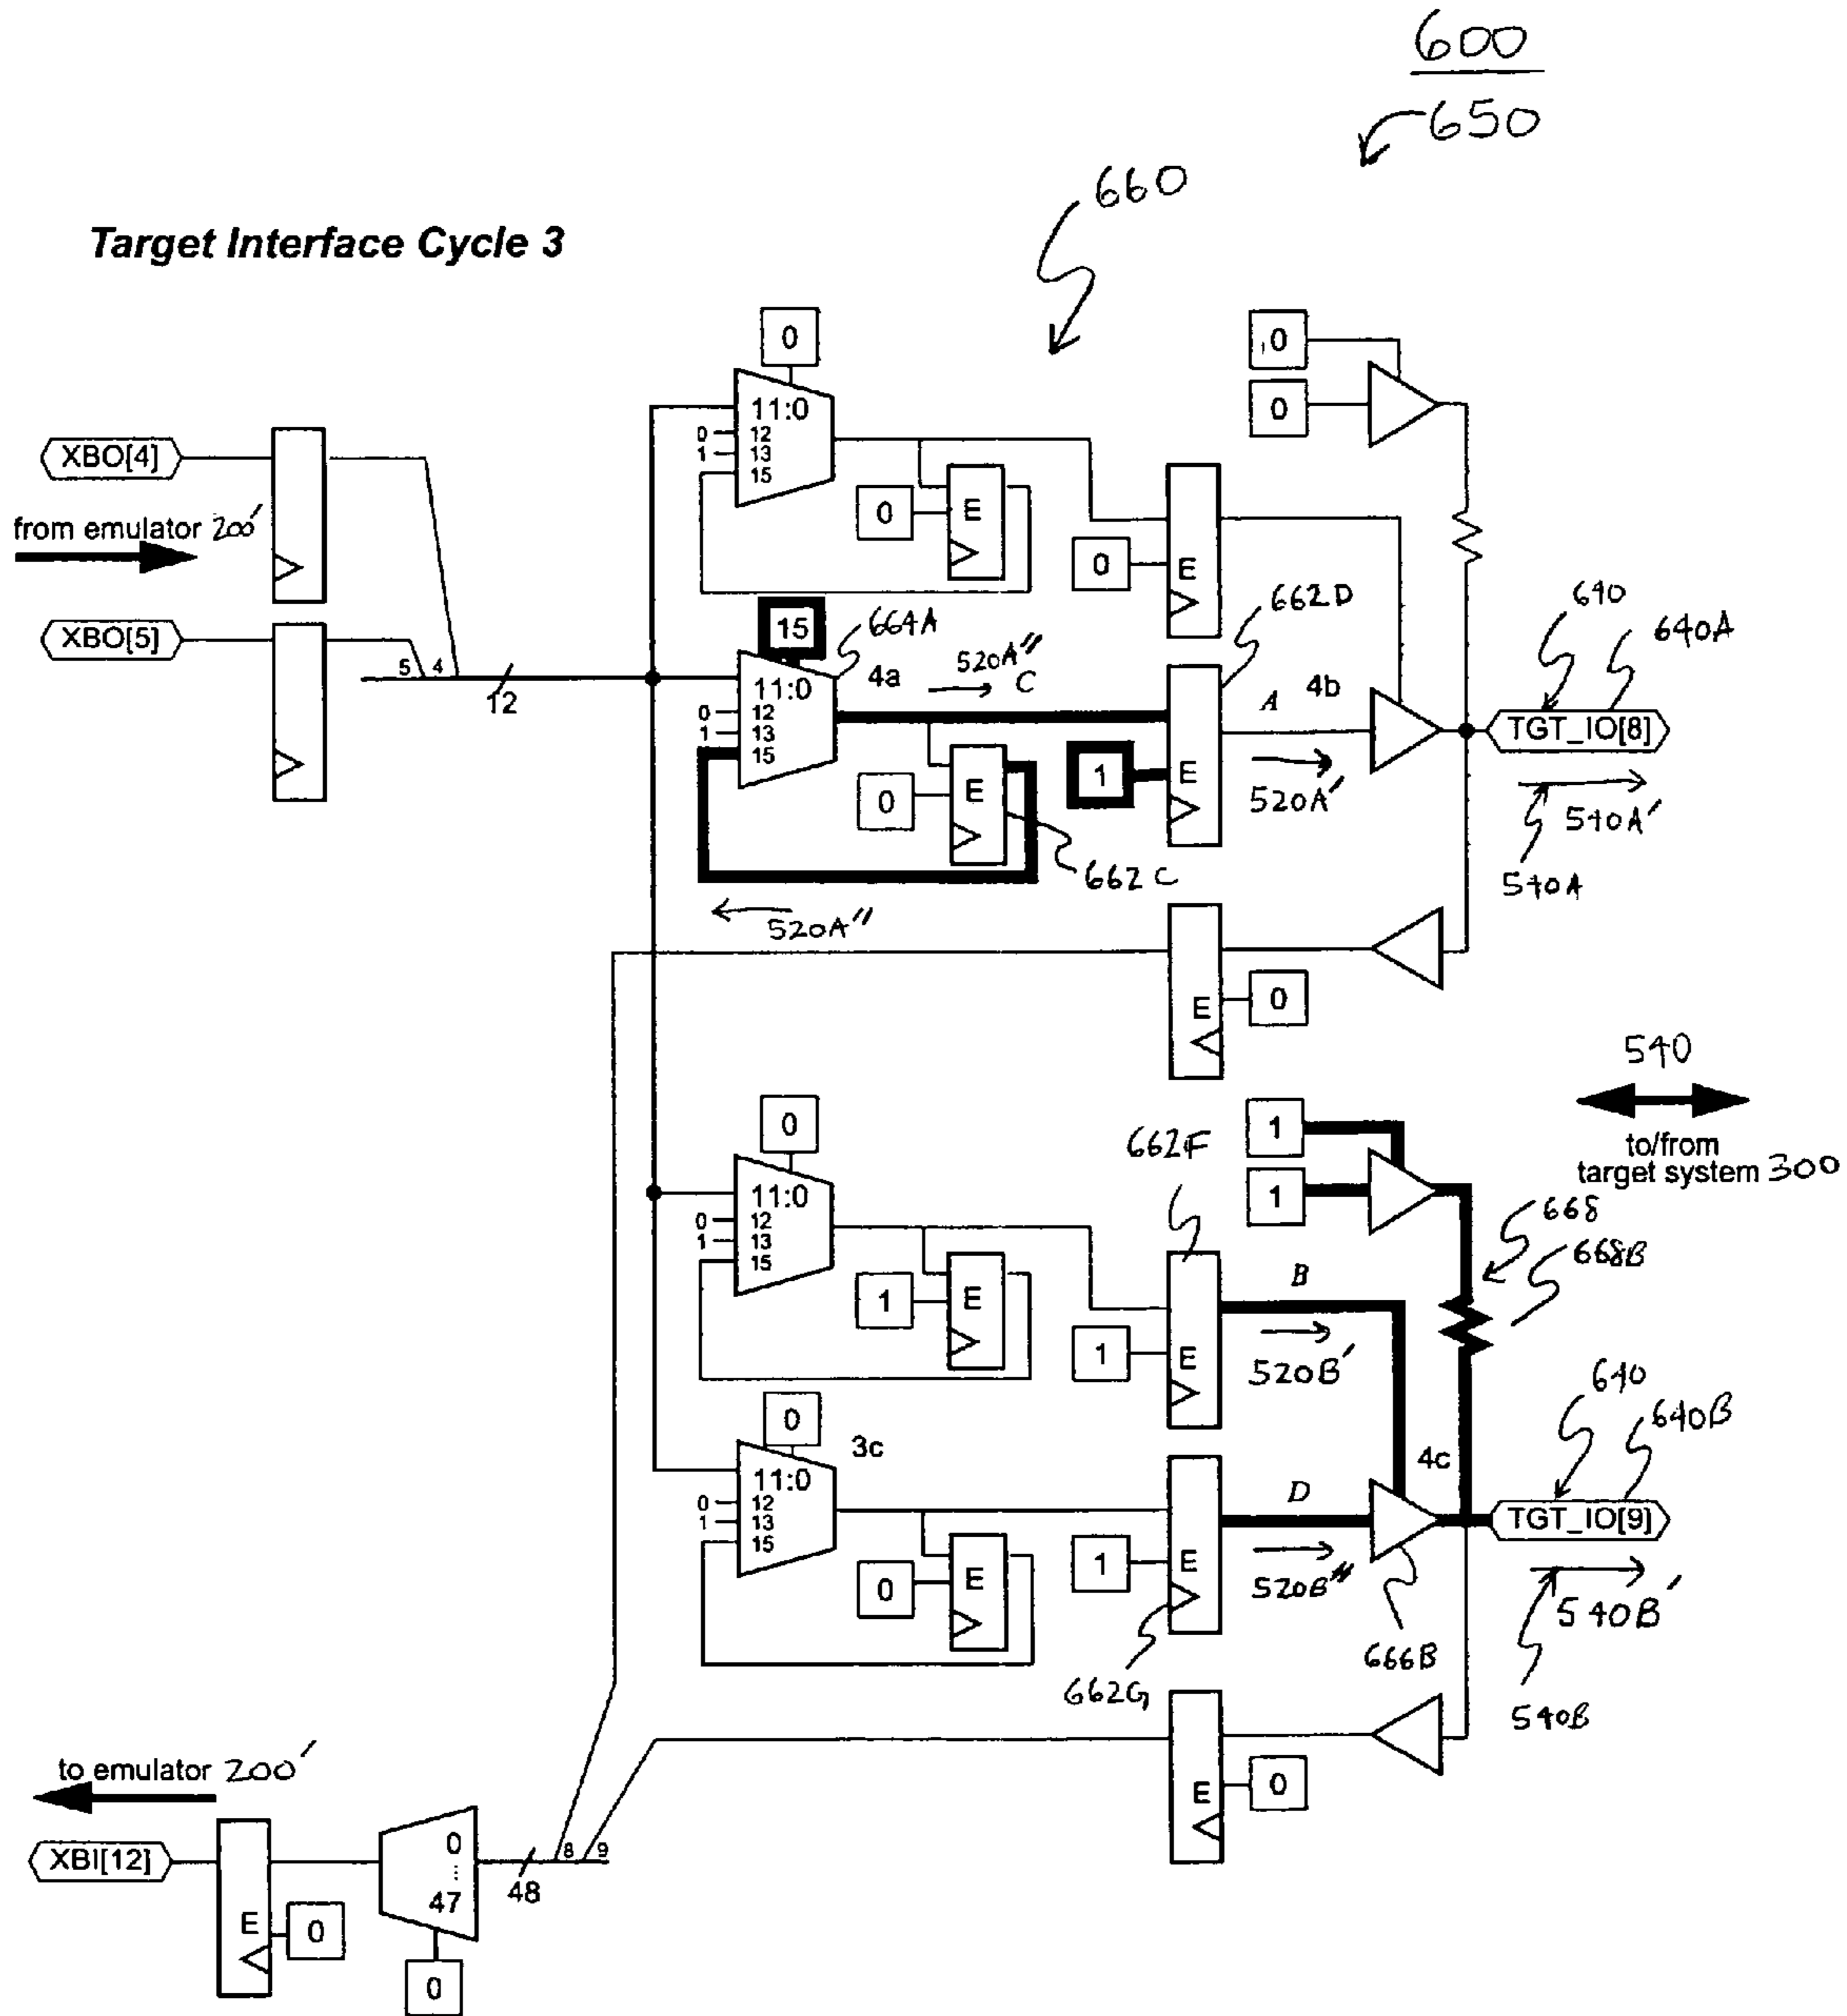 600
650
660
Target Interface Cycle 3
0
11:0
0 12
1 13
15
0
E
0
E
0
0
XBO[4]
from emulator 200'
XBO[5]
5 4
12
15
664A
11:0
0 12
1 13
15
4a
520A"
C
0
E
662C
520A"
1
E
662D
A
4b
520A'
640
640A
TGT_IO[8]
540A'
540A
E
0
540
to/from
target system 300
0
11:0
0 12
1 13
15
1
E
662F
1
E
B
520B'
1
1
668
668B
0
3c
11:0
0 12
1 13
15
0
E
1
E
662G
D
520B"
4c
666B
640
640B
TGT_IO[9]
540B'
540B
E
0
to emulator 200'
XBI[12]
E
0
0
...
47
0
48
8 9